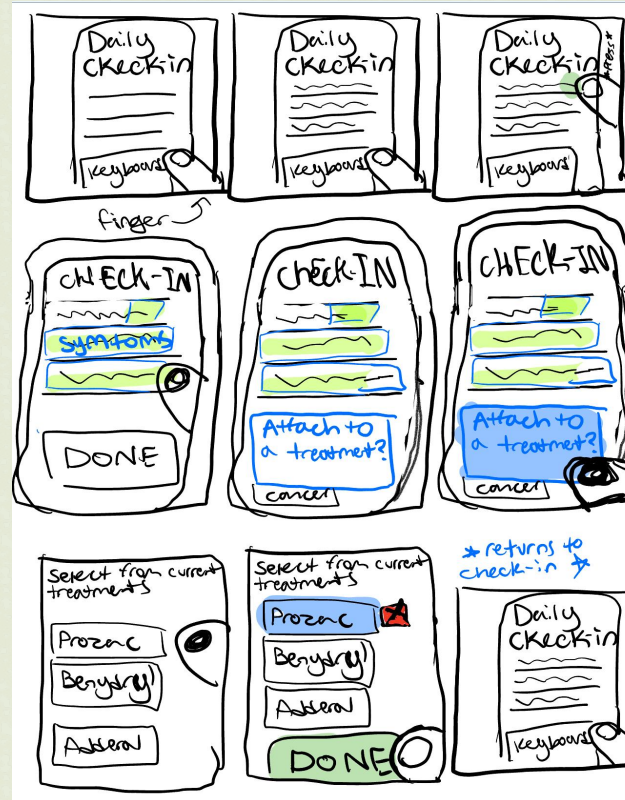 Daily
Ckeck-in
Keyboard
Daily
Ckeck-in
Keyboard
Daily
Ckeck-in
*Press*
Keyboard
finger
CHECK-IN
Symtoms
DONE
ChEck-IN
Attach to
a treatment?
cancel
CHECK-IN
Attach to
a treatment?
cancel
Select from current
treatments
Prozac
Benydryl
Adderal
Select from current
treatments
Prozac
X
Benydryl
Adderal
DONE
* returns to
check-in *
Daily
Ckeck-in
Keyboard